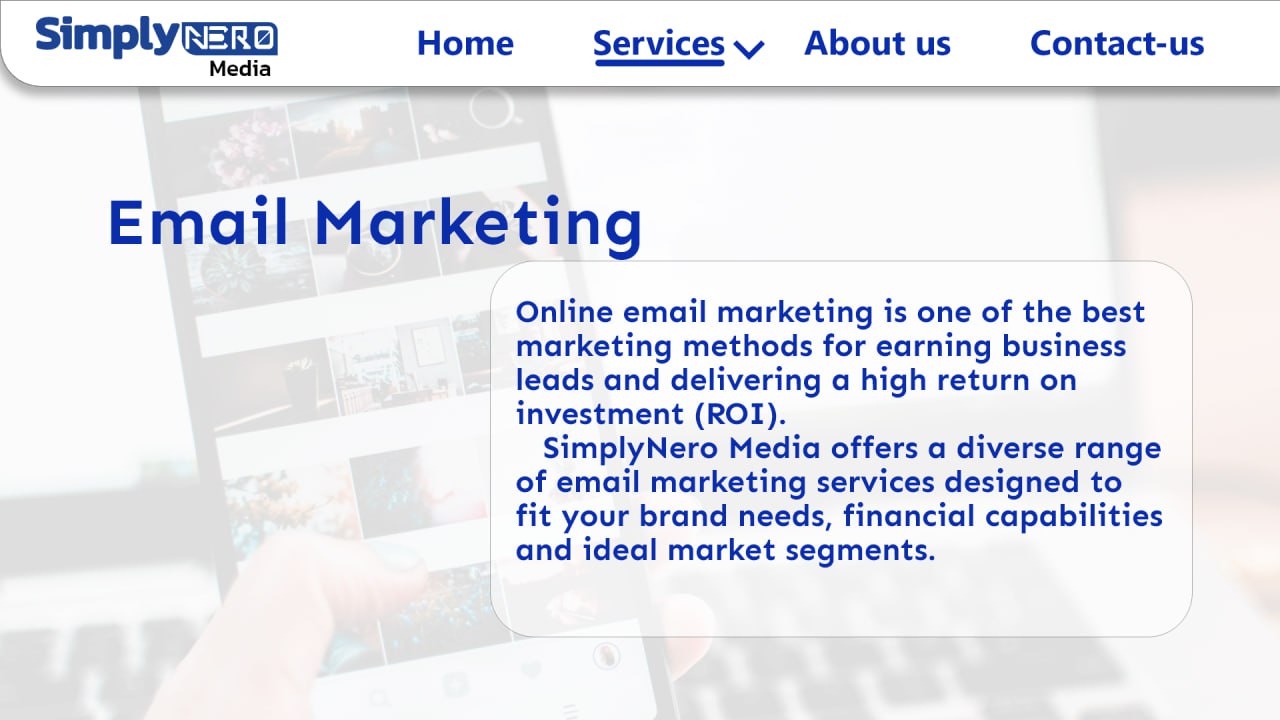 SimplyNERO
Media
Home
Services
About us
Contact-us
Email Marketing
Online email marketing is one of the best
marketing methods for earning business
leads and delivering a high return on
investment (ROI).
SimplyNero Media offers a diverse range
of email marketing services designed to
fit your brand needs, financial capabilities
and ideal market segments.